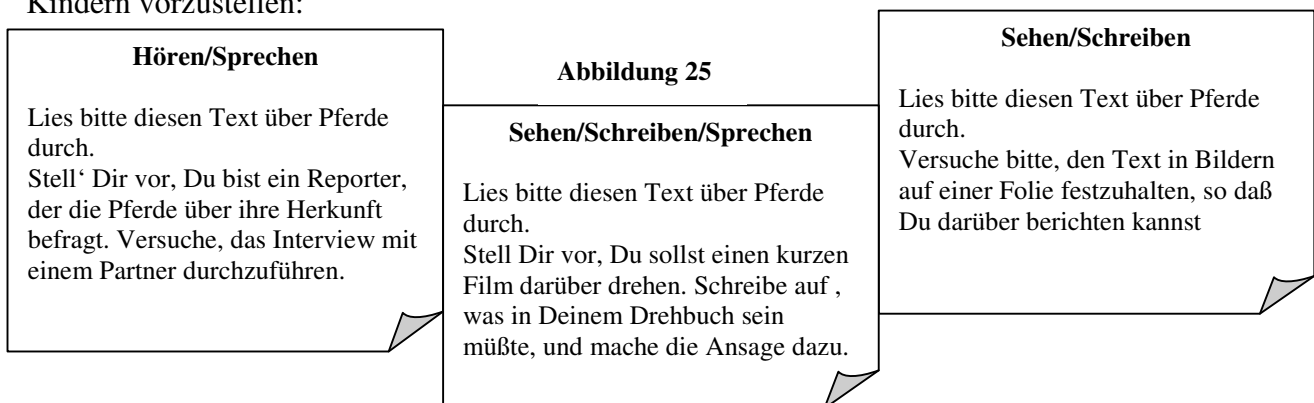 Kindern vorzustellen:
Hören/Sprechen
Lies bitte diesen Text über Pferde
durch.
Stell‘ Dir vor, Du bist ein Reporter,
der die Pferde über ihre Herkunft
befragt. Versuche, das Interview mit
einem Partner durchzuführen.
Abbildung 25
Sehen/Schreiben/Sprechen
Lies bitte diesen Text über Pferde
durch.
Stell Dir vor, Du sollst einen kurzen
Film darüber drehen. Schreibe auf ,
was in Deinem Drehbuch sein
müßte, und mache die Ansage dazu.
Sehen/Schreiben
Lies bitte diesen Text über Pferde
durch.
Versuche bitte, den Text in Bildern
auf einer Folie festzuhalten, so daß
Du darüber berichten kannst